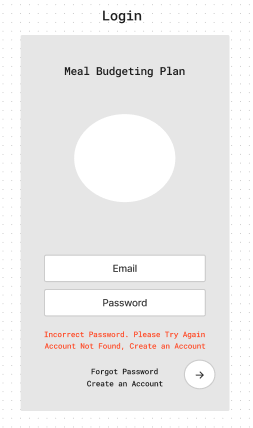 Login
Meal Budgeting Plan
Email
Password
Incorrect Password. Please Try Again
Account Not Found, Create an Account
Forgot Password
Create an Account